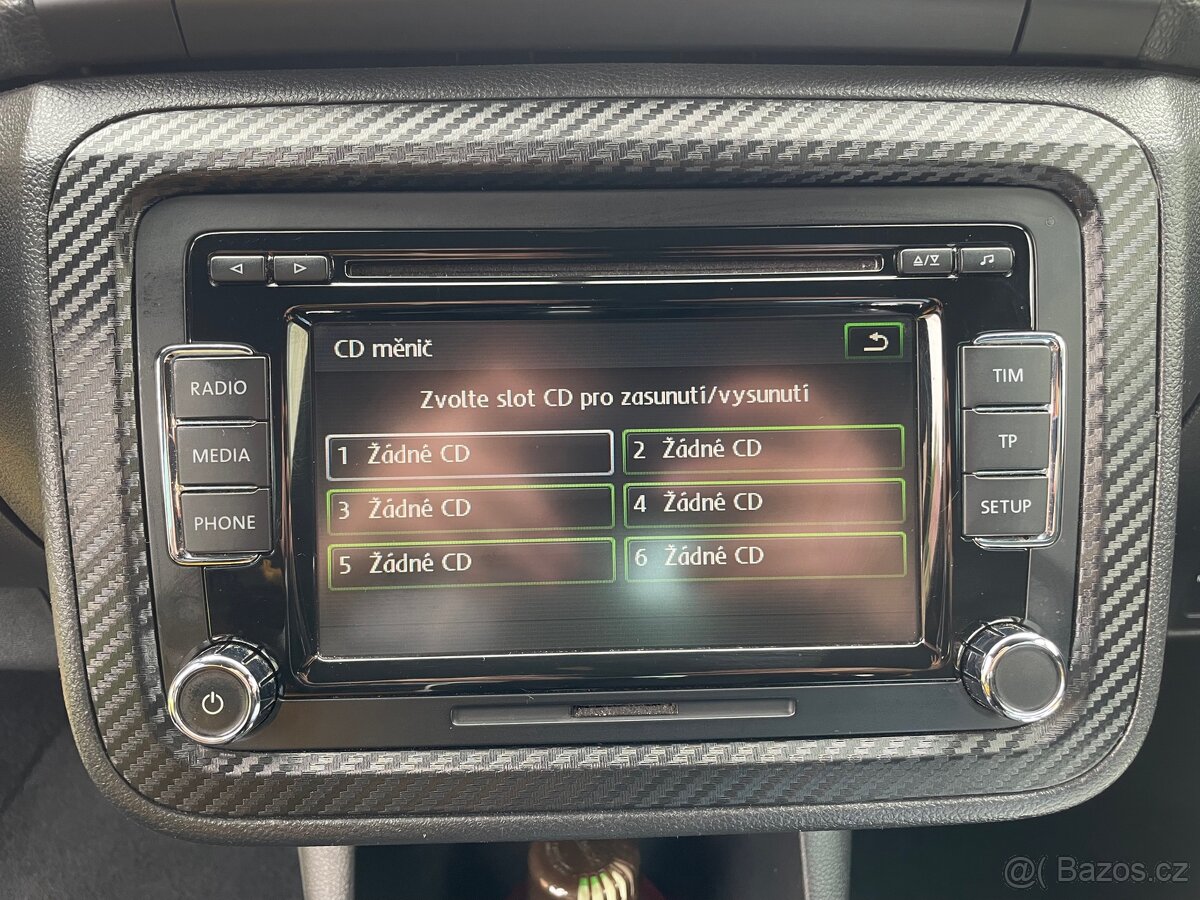 CD měnič
Zvolte slot CD pro zasunutí/vysunutí
1 Žádné CD
2 Žádné CD
3 Žádné CD
4 Žádné CD
5 Žádné CD
6 Žádné CD
RADIO
MEDIA
PHONE
TIM
TP
SETUP
@( Bazos.cz